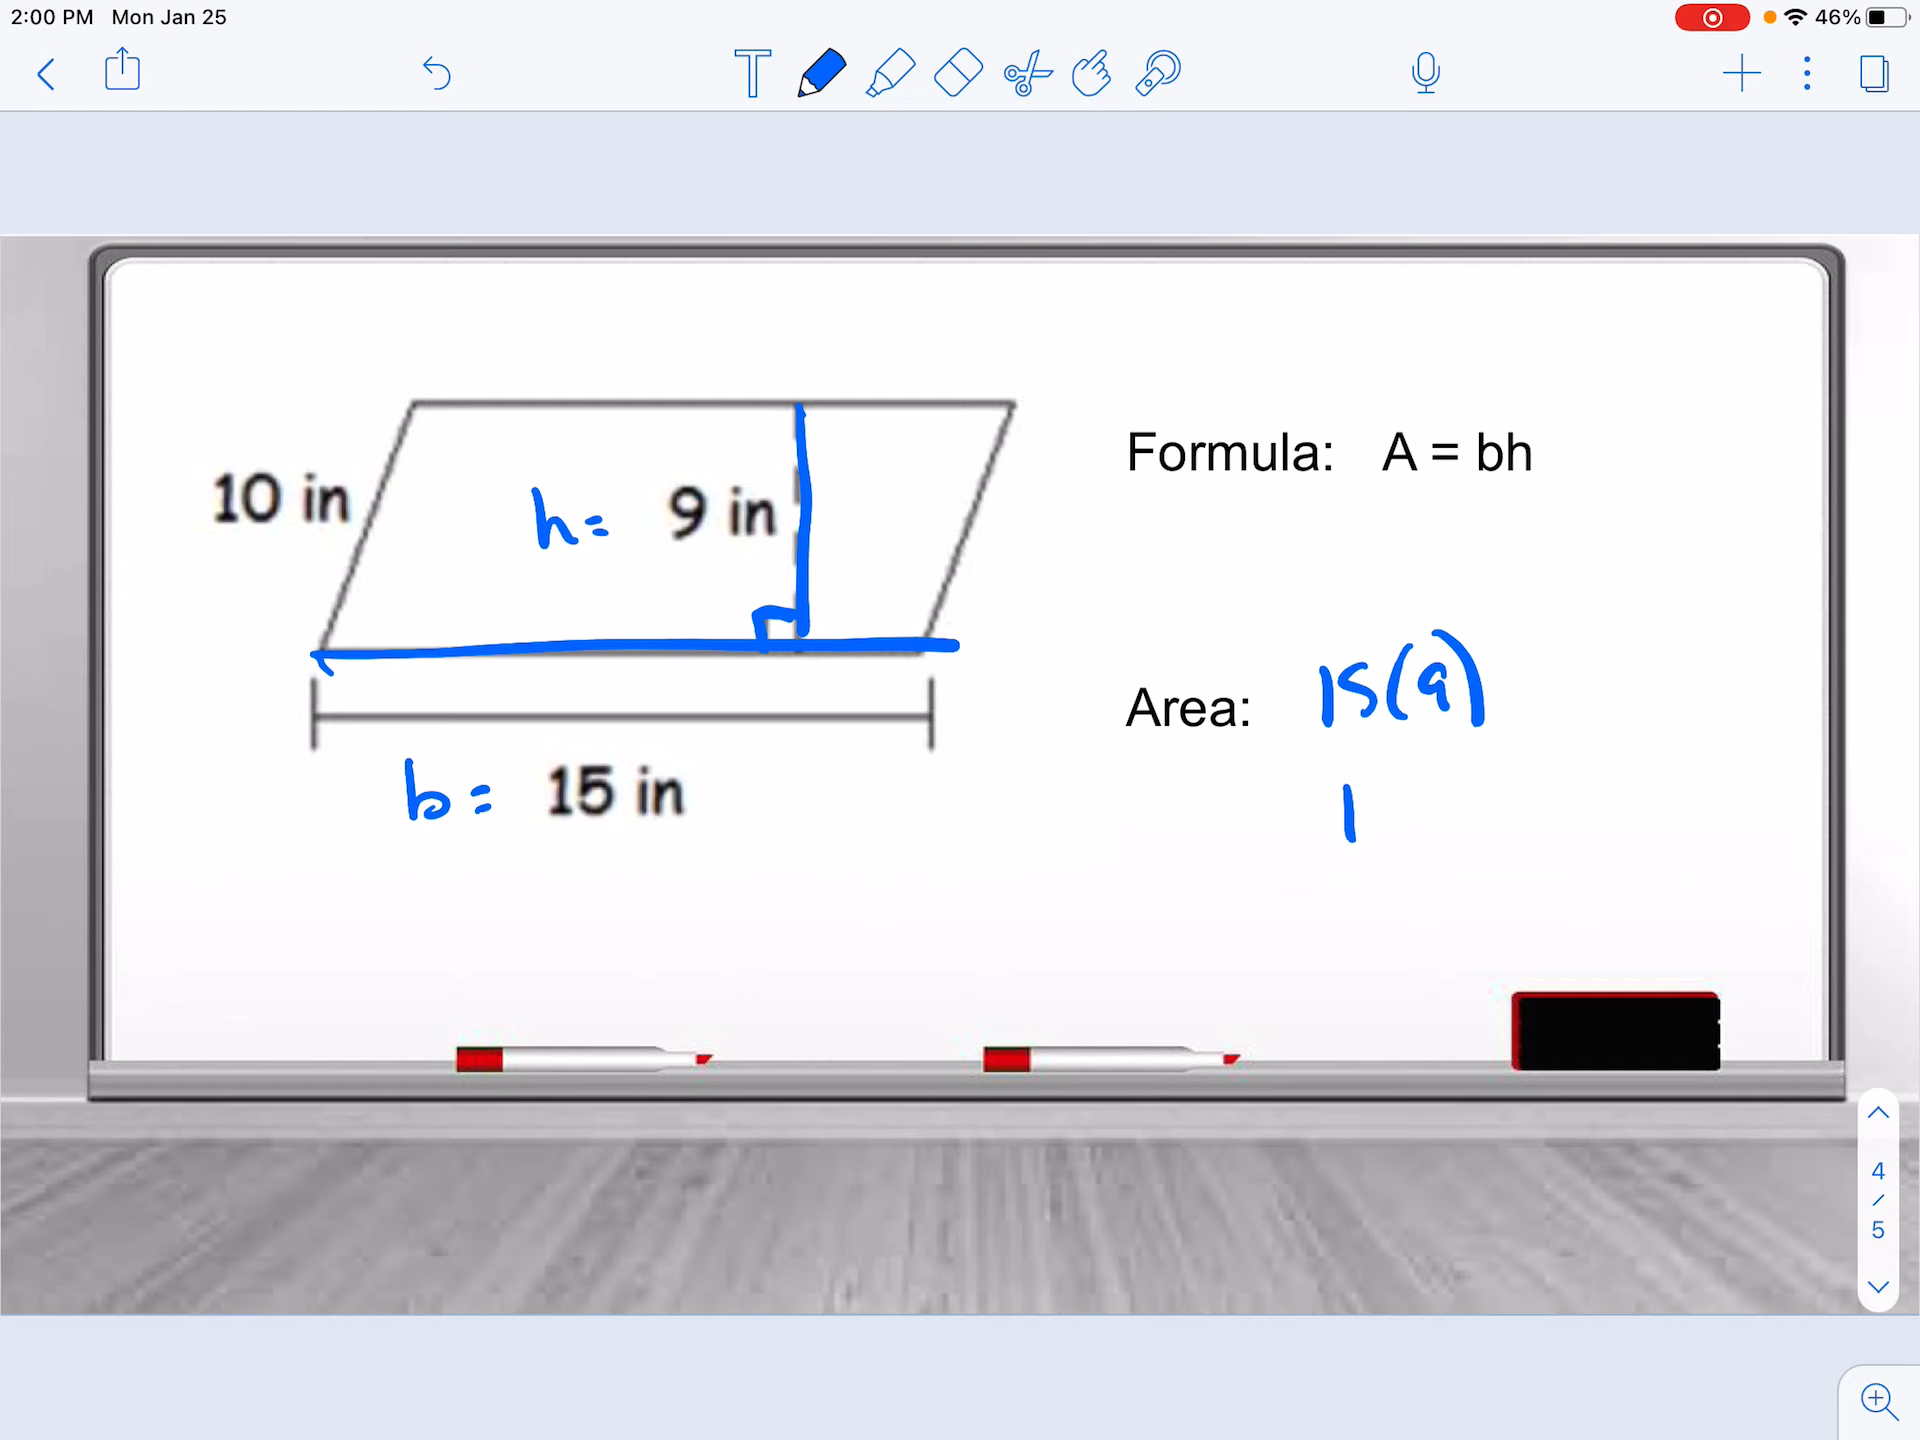 2:00 PM Mon Jan 25
46%
T
Formula: A = bh
10 in
h = 9 in
Area: 15(9)
1
b = 15 in
4
/
5